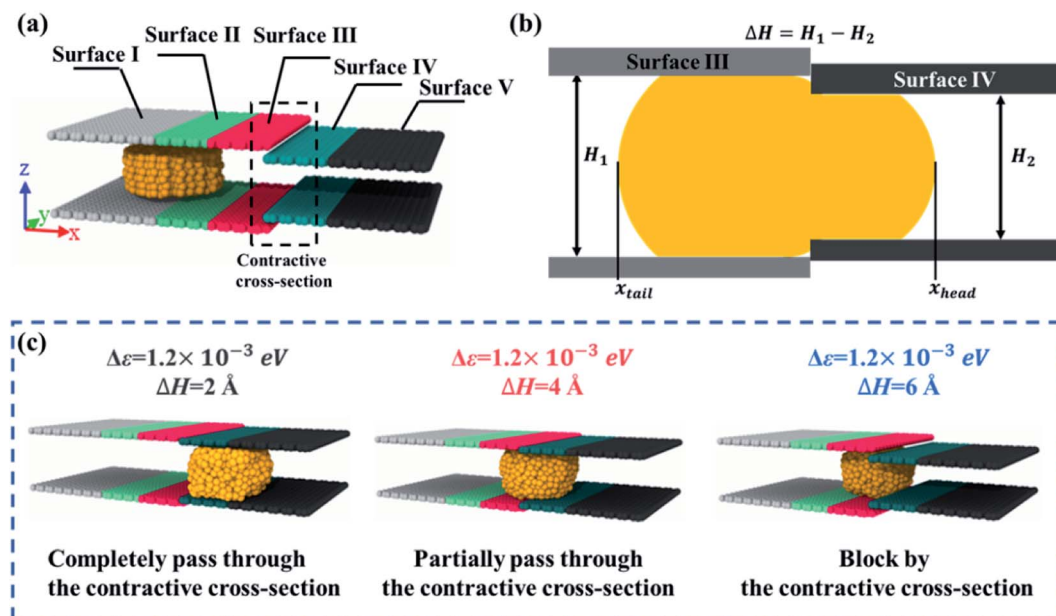 (a)
Surface I
Surface II
Surface III
Surface IV
Surface V
z
y
x
Contractive
cross-section
(b)
ΔH = H₁ − H₂
Surface III
Surface IV
H₁
H₂
x_tail
x_head
(c)
Δε=1.2× 10⁻³ eV
ΔH=2 Å
Completely pass through
the contractive cross-section
Δε=1.2× 10⁻³ eV
ΔH=4 Å
Partially pass through
the contractive cross-section
Δε=1.2× 10⁻³ eV
ΔH=6 Å
Block by
the contractive cross-section